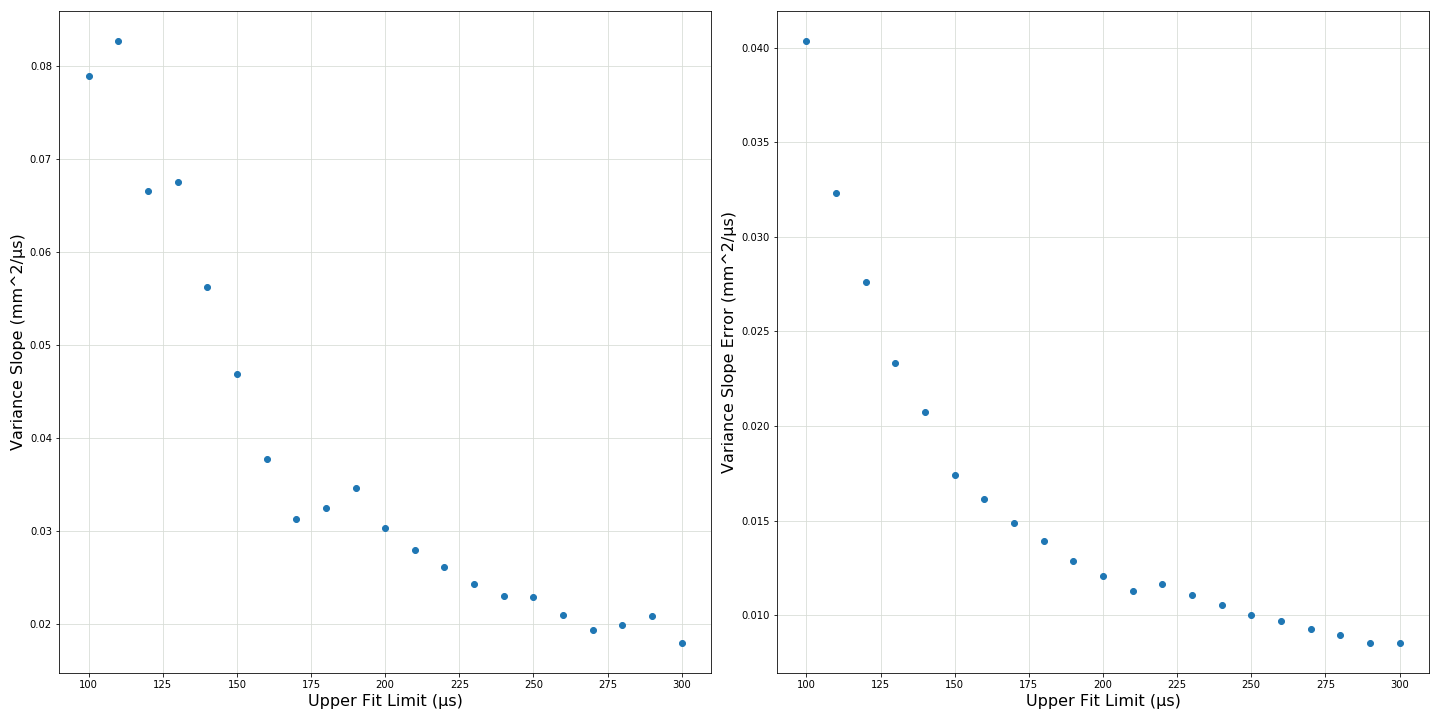 0.08
0.07
0.06
0.05
0.04
0.03
0.02
Variance Slope (mm^2/μs)
100 125 150 175 200 225 250 275 300
Upper Fit Limit (μs)
0.040
0.035
0.030
0.025
0.020
0.015
0.010
Variance Slope Error (mm^2/μs)
100 125 150 175 200 225 250 275 300
Upper Fit Limit (μs)